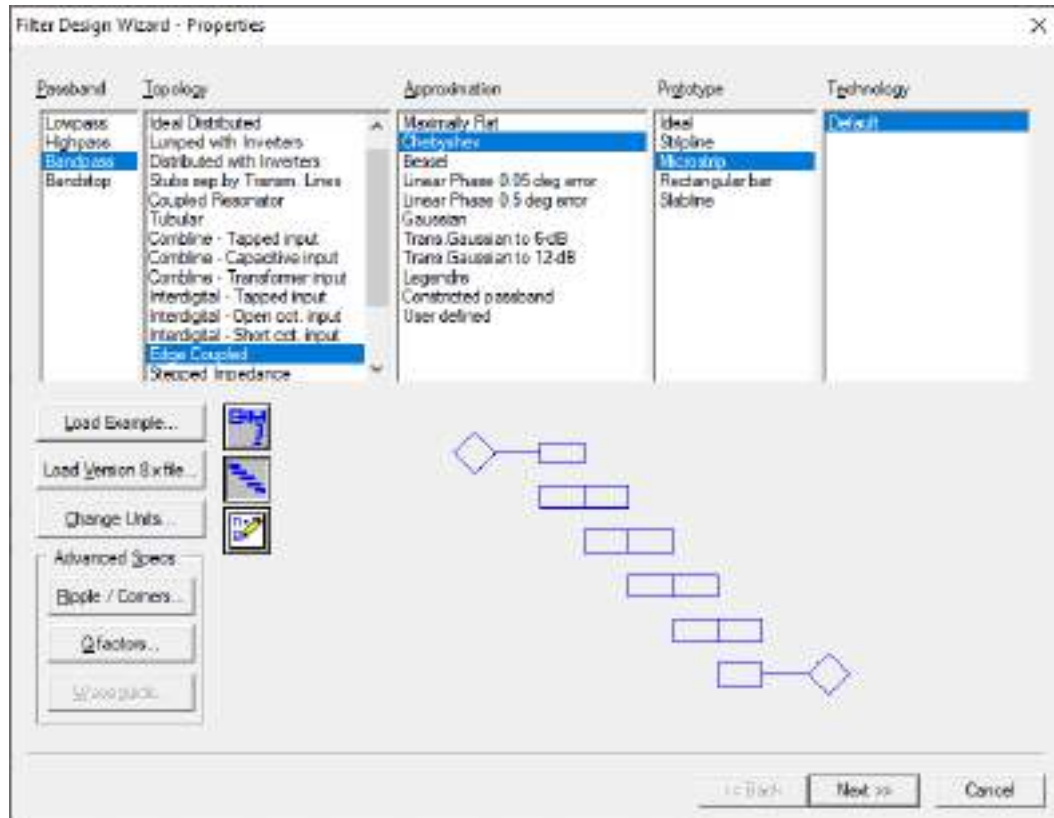 Filter Design Wizard - Properties
Passband
Topology
Approximation
Prototype
Technology
Lowpass
Highpass
Bandpass
Bandstop
Ideal Distributed
Lumped with Inverters
Distributed with Inverters
Stubs sep by Transm. Lines
Coupled Resonator
Tubular
Combline - Tapped input
Combline - Capacitive input
Combline - Transformer input
Interdigital - Tapped input
Interdigital - Open cct. input
Interdigital - Short cct. input
Edge Coupled
Stepped Impedance
Maximally Flat
Chebyshev
Bessel
Linear Phase 0.05 deg error
Linear Phase 0.5 deg error
Gaussian
Trans.Gaussian to 6-dB
Trans.Gaussian to 12-dB
Legendre
Constricted passband
User defined
Ideal
Stripline
Microstrip
Rectangular bar
Slabline
Default
Load Example...
Load Version 8.x file...
Change Units...
Advanced Specs
Ripple / Corners...
Q factors...
Waveguide...
<< Back
Next >>
Cancel